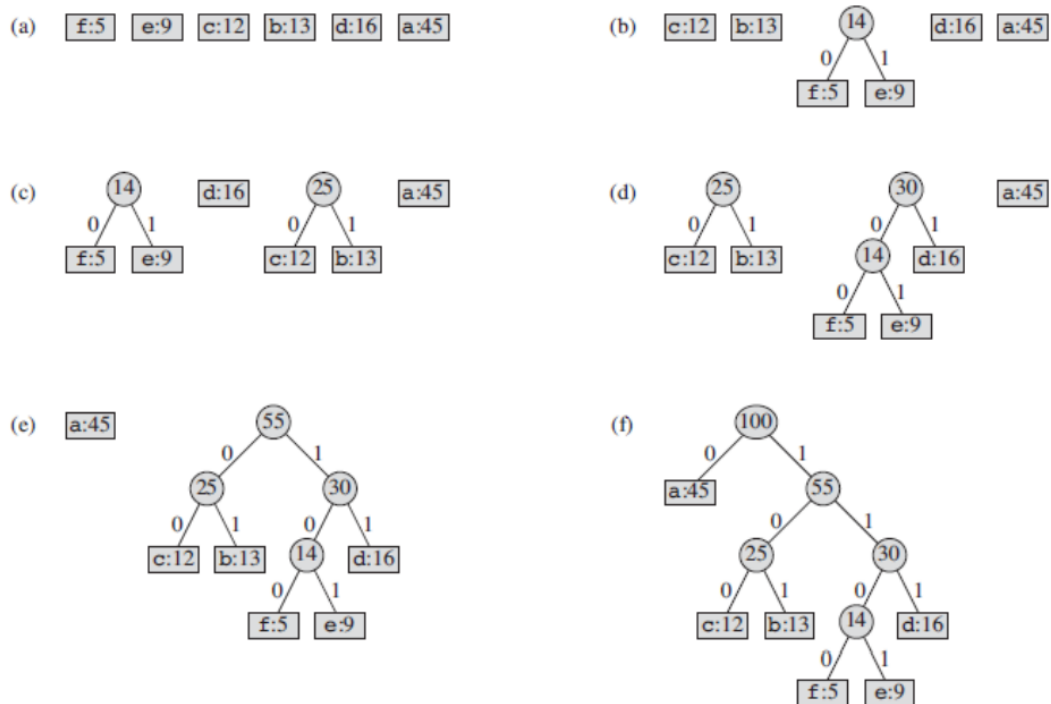 (a) f:5 e:9 c:12 b:13 d:16 a:45
(b) c:12 b:13 14 d:16 a:45
0 1
f:5 e:9
(c) 14 d:16 25 a:45
0 1 0 1
f:5 e:9 c:12 b:13
(d) 25 30 a:45
0 1 0 1
c:12 b:13 14 d:16
0 1
f:5 e:9
(e) a:45 55
0 1
25 30
0 1 0 1
c:12 b:13 14 d:16
0 1
f:5 e:9
(f) 100
0 1
a:45 55
0 1
25 30
0 1 0 1
c:12 b:13 14 d:16
0 1
f:5 e:9